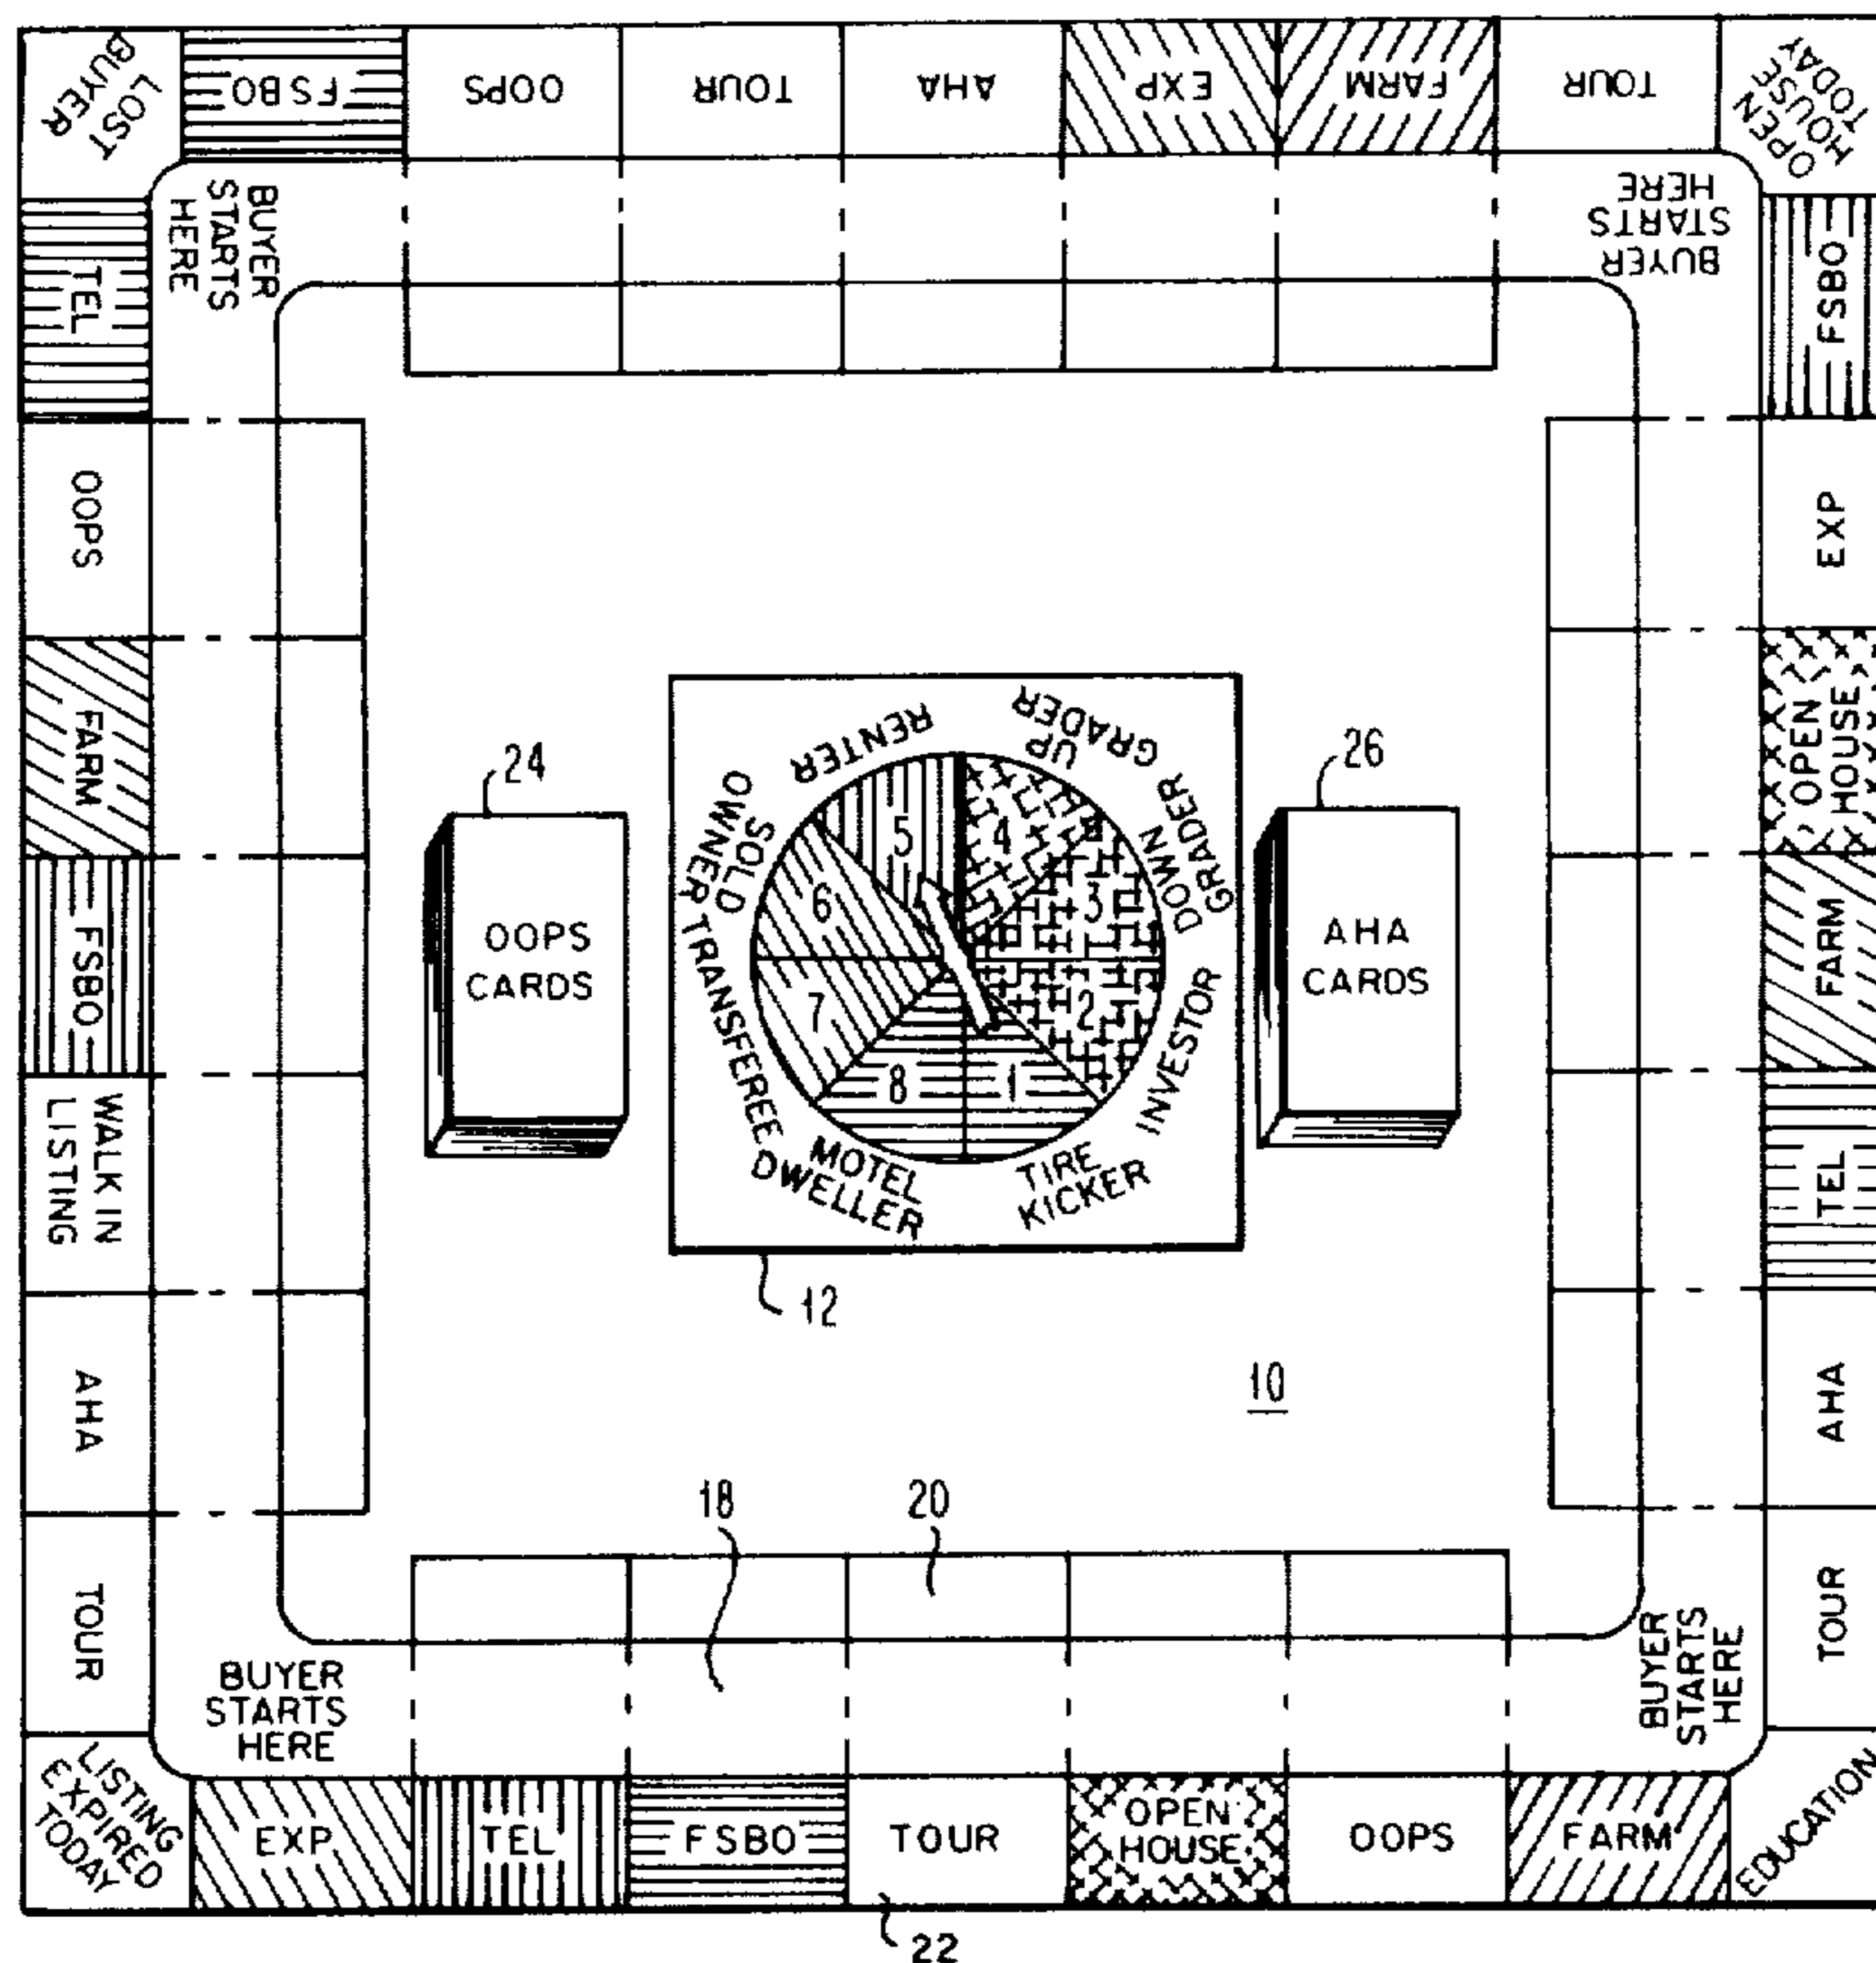 LOST
BUYER
FSBO
OOPS
TOUR
AHA
EXP
FARM
TOUR
OPEN
HOUSE
TODAY
BUYER
STARTS
HERE
BUYER
STARTS
HERE
TEL
FSBO
OOPS
EXP
FARM
OPEN
HOUSE
FSBO
FARM
WALK IN
LISTING
TEL
AHA
AHA
TOUR
TOUR
24
OOPS
CARDS
RENTER
UP
GRADER
DOWN
GRADER
INVESTOR
TIRE
KICKER
MOTEL
DWELLER
TRANSFEREE
SOLD
OWNER
5
4
6
3
7
2
8
1
26
AHA
CARDS
12
10
18
20
BUYER
STARTS
HERE
BUYER
STARTS
HERE
LISTING
EXPIRED
TODAY
EXP
TEL
FSBO
TOUR
OPEN
HOUSE
OOPS
FARM
EDUCATION
22